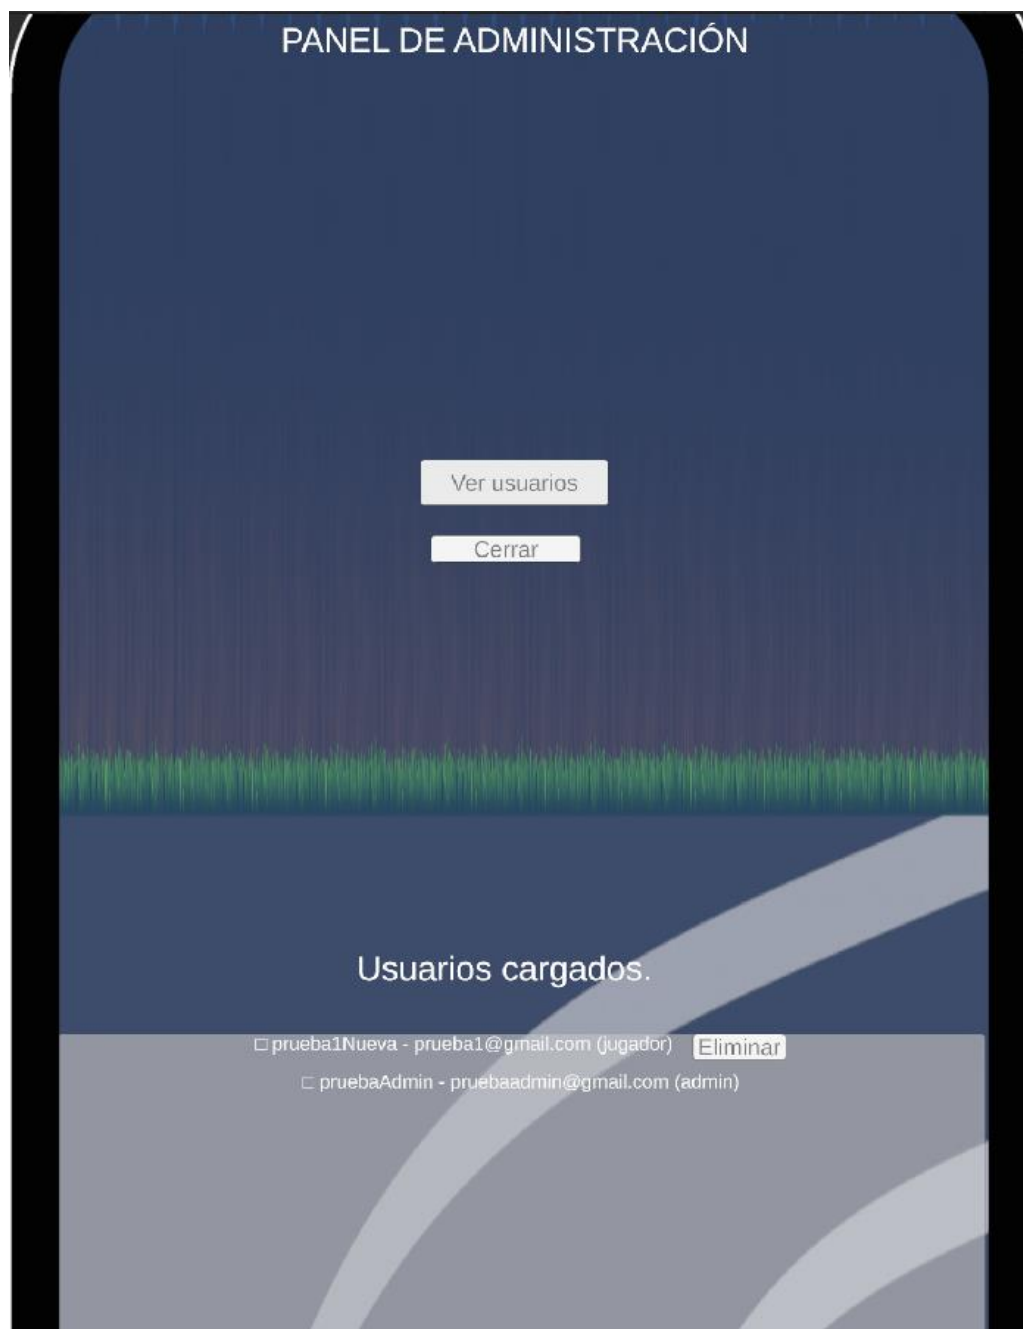 PANEL DE ADMINISTRACIÓN
Ver usuarios
Cerrar
Usuarios cargados.
□ prueba1Nueva - prueba1@gmail.com (jugador) Eliminar
□ pruebaAdmin - pruebaadmin@gmail.com (admin)